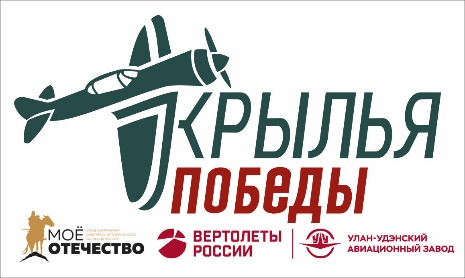 КРЫЛЬЯ
ПОБЕДЫ
МОЁ
ОТЕЧЕСТВО
ВЕРТОЛЕТЫ
РОССИИ
УЛАН-УДЭНСКИЙ
АВИАЦИОННЫЙ ЗАВОД